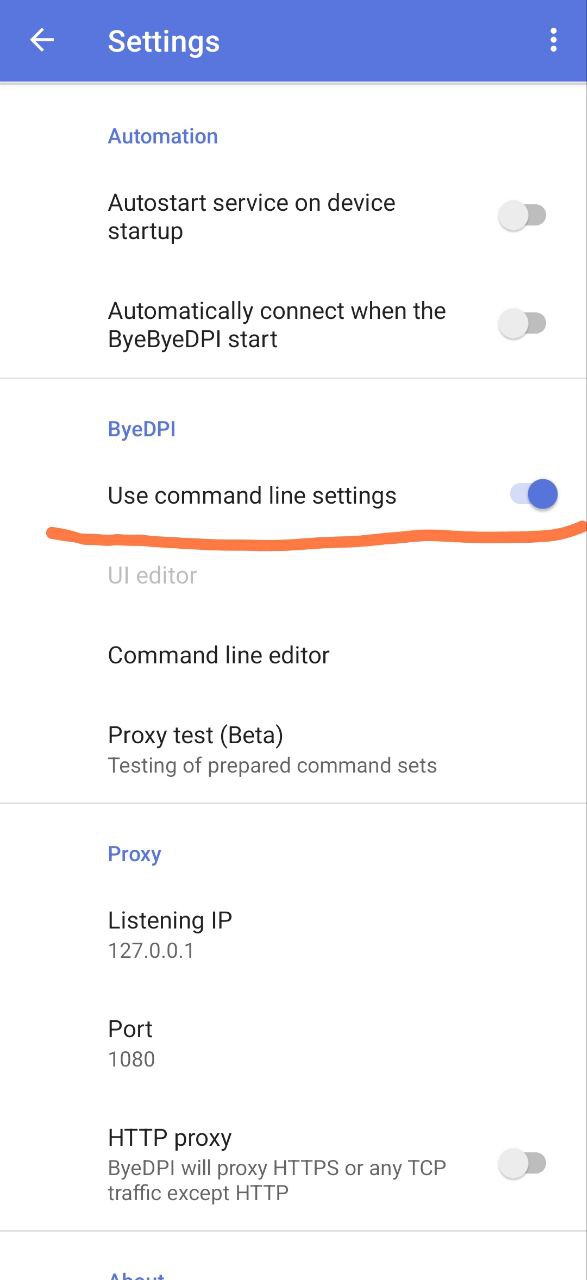 Settings
Automation
Autostart service on device
startup
Automatically connect when the
ByeByeDPI start
ByeDPI
Use command line settings
UI editor
Command line editor
Proxy test (Beta)
Testing of prepared command sets
Proxy
Listening IP
127.0.0.1
Port
1080
HTTP proxy
ByeDPI will proxy HTTPS or any TCP
traffic except HTTP
About